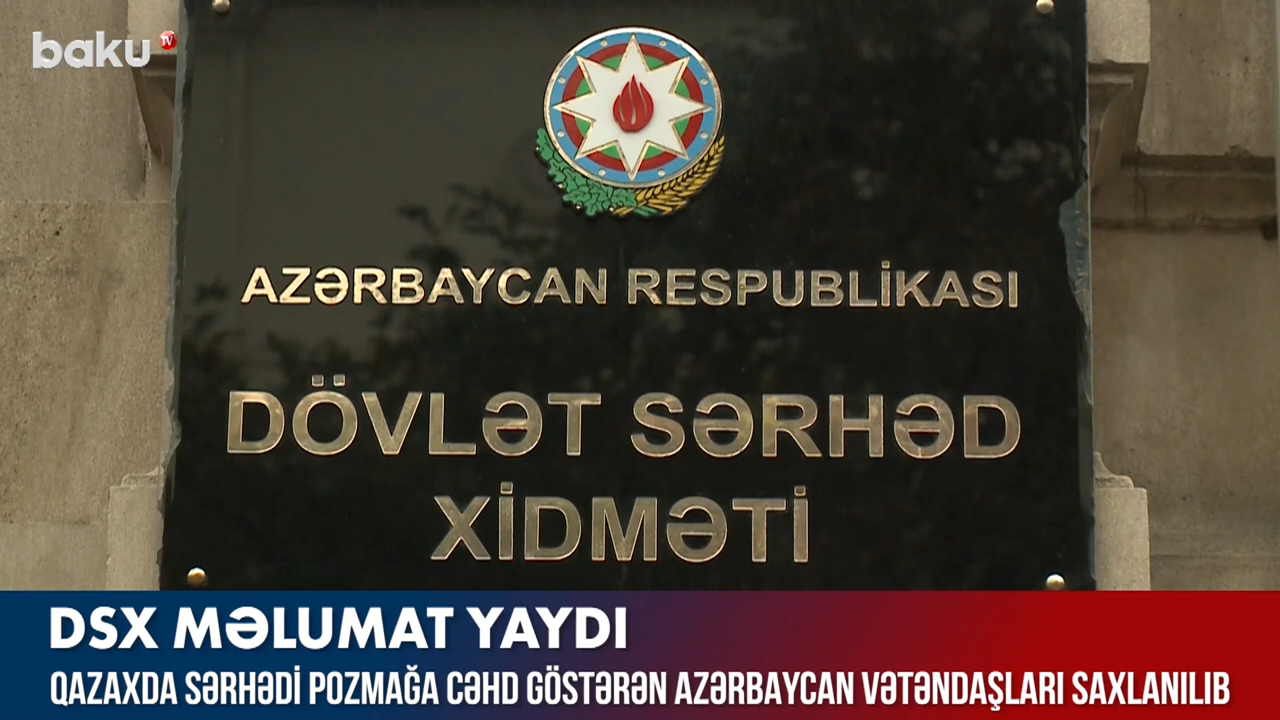 baku TV
AZƏRBAYCAN RESPUBLİKASI
DÖVLƏT SƏRHƏD
XİDMƏTİ
DSX MƏLUMAT YAYDI
QAZAXDA SƏRHƏDİ POZMAĞA CƏHD GÖSTƏRƏN AZƏRBAYCAN VƏTƏNDAŞLARI SAXLANILIB